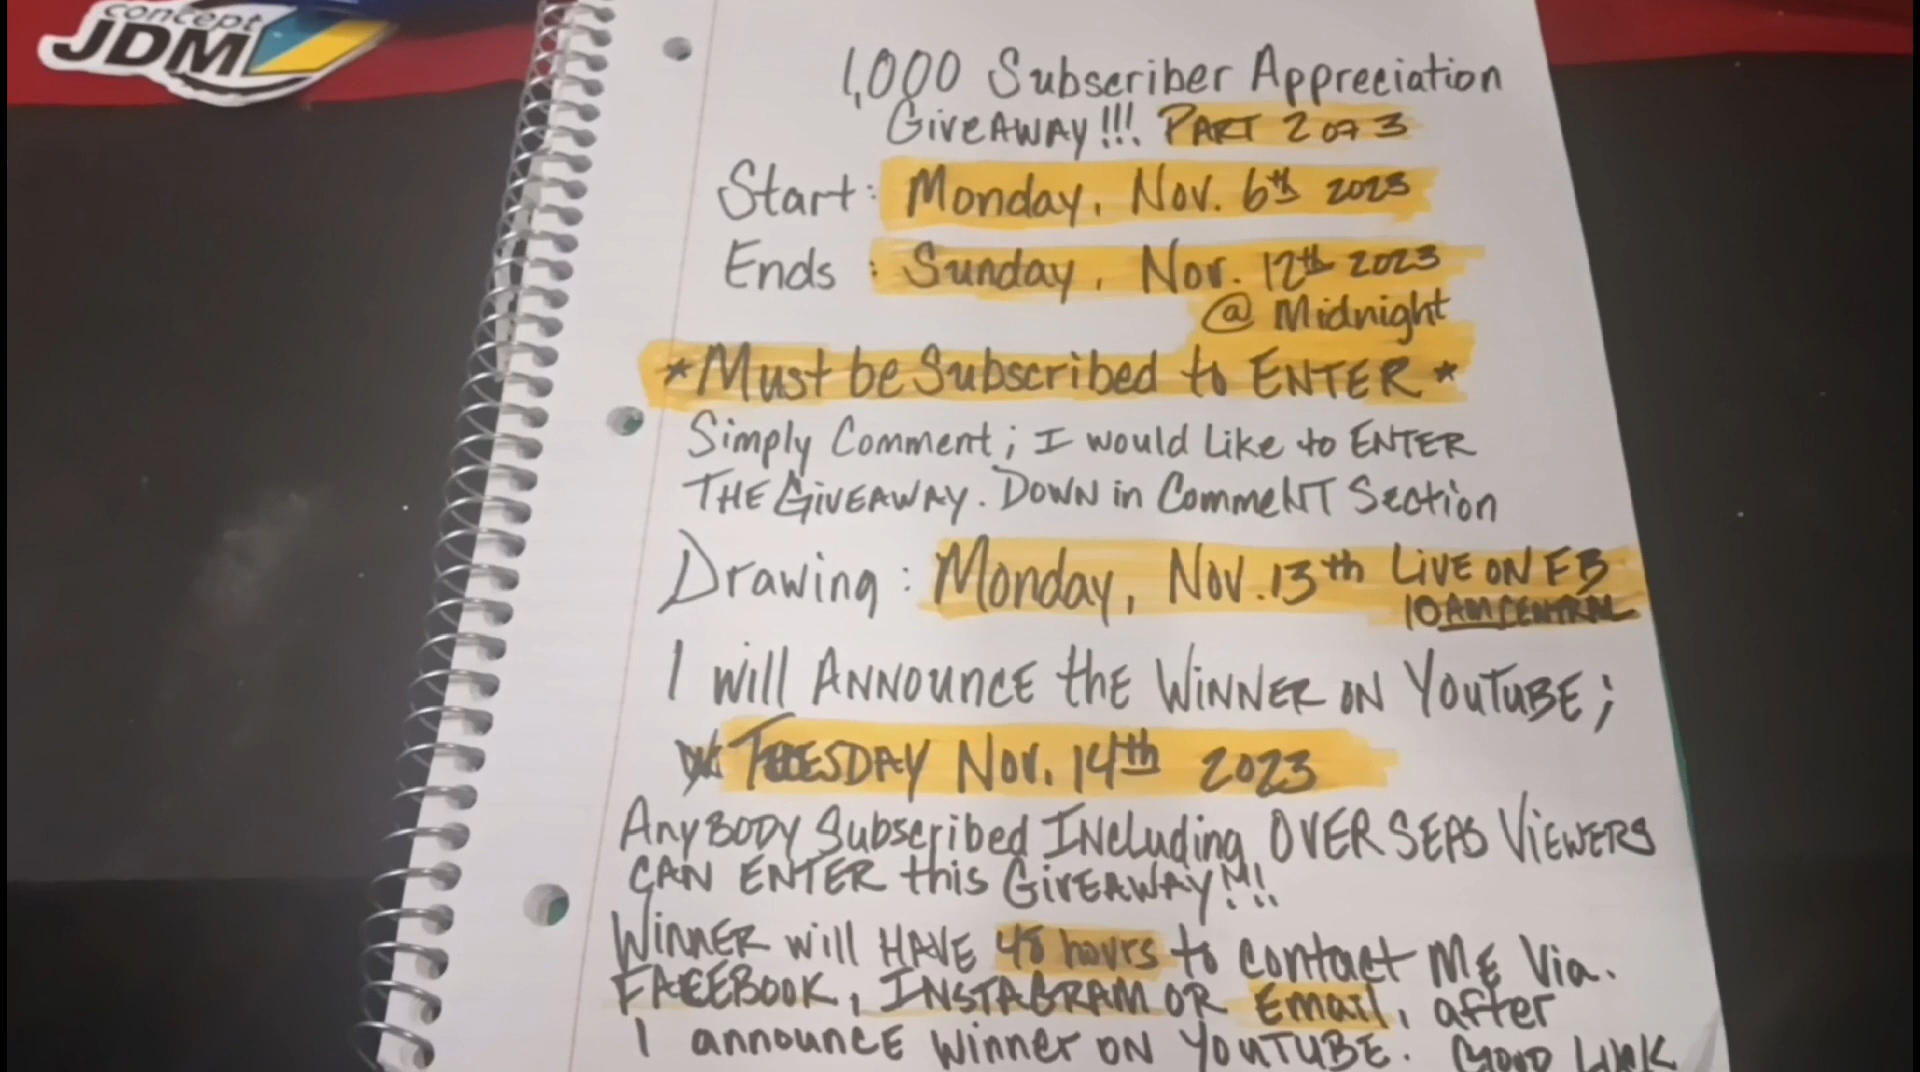 concept
JDM
1,000 Subscriber Appreciation
GiveAWAY!!! PART 2 of 3
Start: Monday, Nov. 6th 2023
Ends: Sunday, Nov. 12th 2023
@ Midnight
*Must be Subscribed to ENTER*
Simply Comment; I would Like to ENTER
THE GiVEAWAY. DOWN in CommeNT Section
Drawing: Monday, Nov. 13th LiVE ON FB
10 AM CENTRAL
I will ANNOUNCE the WiNNER ON YouTUBE;
TUESDAY Nov. 14th 2023
AnyBODY Subscribed INcluding OVERSEAS ViEWERS
CAN ENTER this GiVEAWAY!!!!
WiNNER will HAVE 48 hours to contact ME Via.
FACEBOOK, INSTAGRAM OR Email, after
I announce winner ON YouTUBE. Good Luck